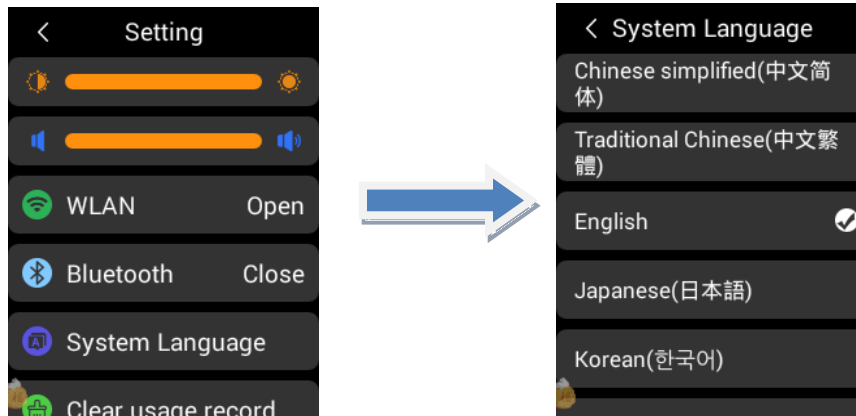 Setting
WLAN Open
Bluetooth Close
System Language
Clear usage record
System Language
Chinese simplified(中文简
体)
Traditional Chinese(中文繁
體)
English
Japanese(日本語)
Korean(한국어)